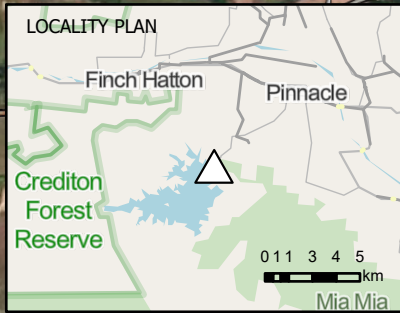 LOCALITY PLAN
Finch Hatton
Pinnacle
Crediton
Forest
Reserve
0 1 1 3 4 5
km
Mia Mia